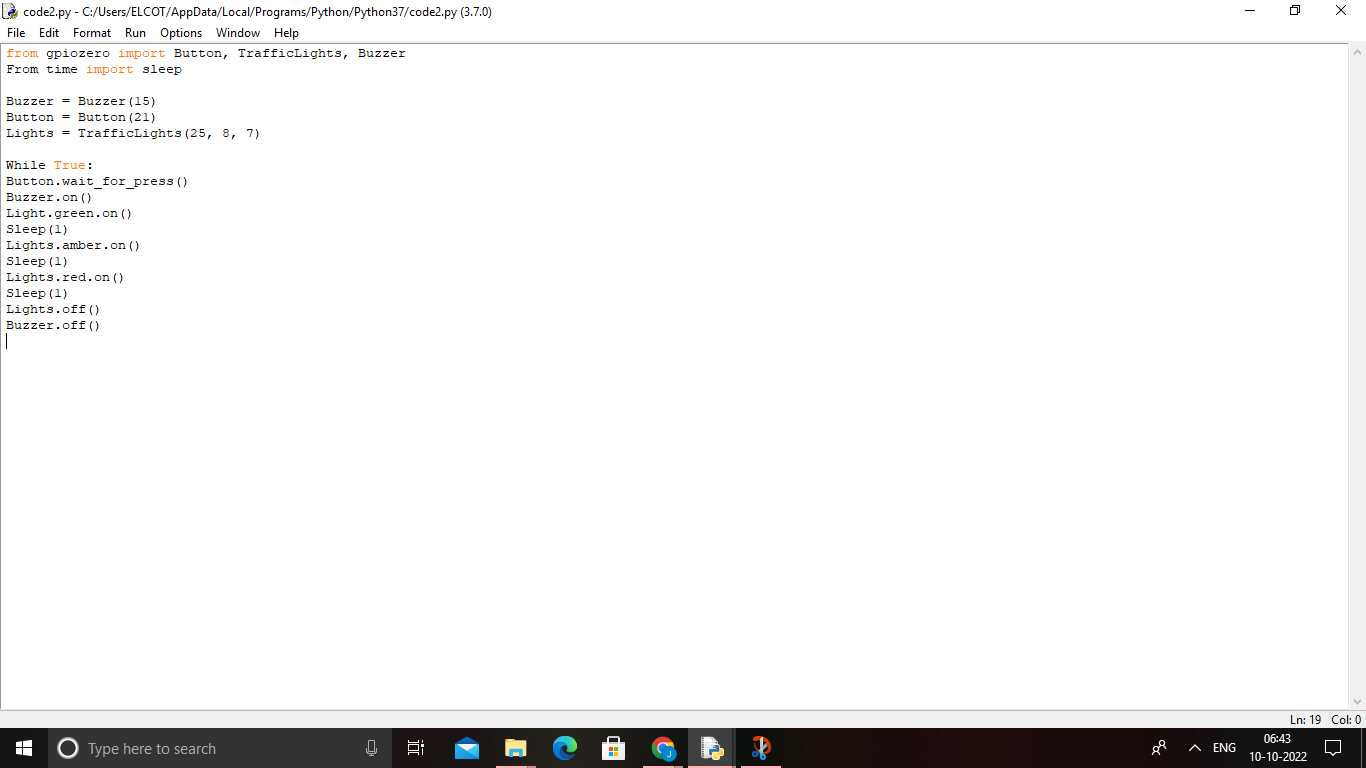 code2.py - C:/Users/ELCOT/AppData/Local/Programs/Python/Python37/code2.py (3.7.0)
File Edit Format Run Options Window Help
from gpiozero import Button, TrafficLights, Buzzer
From time import sleep
Buzzer = Buzzer(15)
Button = Button(21)
Lights = TrafficLights(25, 8, 7)
While True:
Button.wait_for_press()
Buzzer.on()
Light.green.on()
Sleep(1)
Lights.amber.on()
Sleep(1)
Lights.red.on()
Sleep(1)
Lights.off()
Buzzer.off()
Ln: 19 Col: 0
Type here to search
J
ENG
06:43
10-10-2022